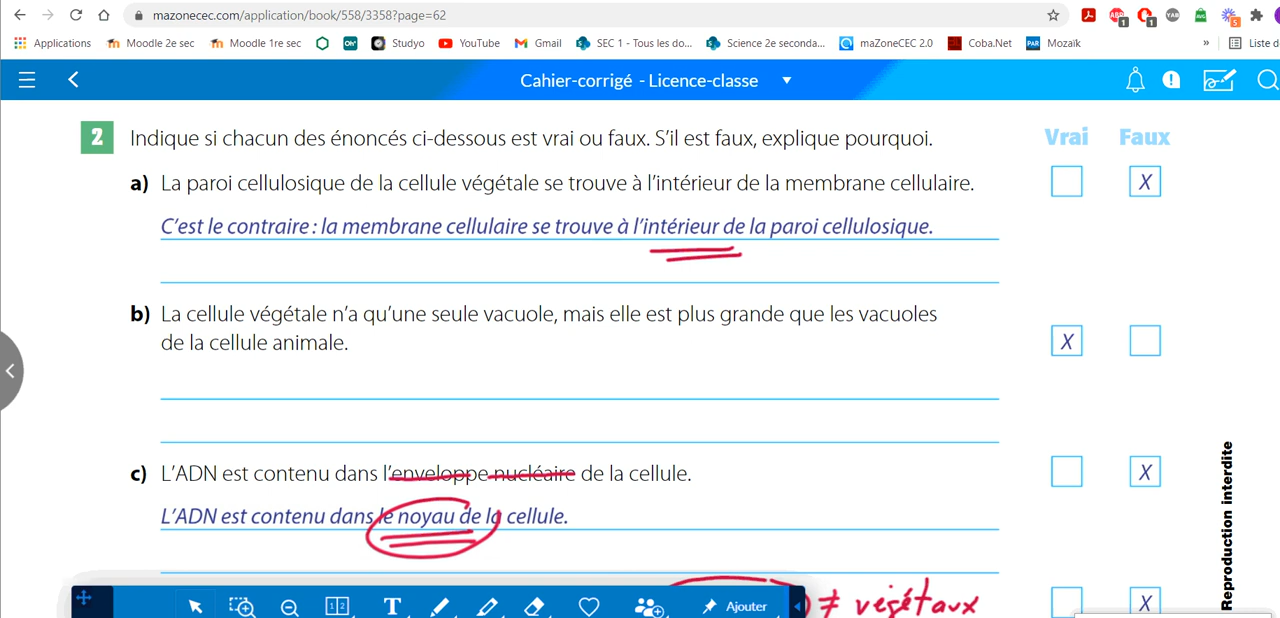 mazonecec.com/application/book/558/3358?page=62
Applications Moodle 2e sec Moodle 1re sec Oh! Studyo YouTube Gmail SEC 1 - Tous les do... Science 2e seconda... maZoneCEC 2.0 Coba.Net PAR Mozaïk » Liste d
Cahier-corrigé - Licence-classe
2 Indique si chacun des énoncés ci-dessous est vrai ou faux. S'il est faux, explique pourquoi. Vrai Faux
a) La paroi cellulosique de la cellule végétale se trouve à l'intérieur de la membrane cellulaire. X
C'est le contraire : la membrane cellulaire se trouve à l'intérieur de la paroi cellulosique.
b) La cellule végétale n'a qu'une seule vacuole, mais elle est plus grande que les vacuoles
de la cellule animale. X
c) L'ADN est contenu dans l'enveloppe nucléaire de la cellule. X
L'ADN est contenu dans le noyau de la cellule.
≠ végétaux X
T Ajouter
Reproduction interdite